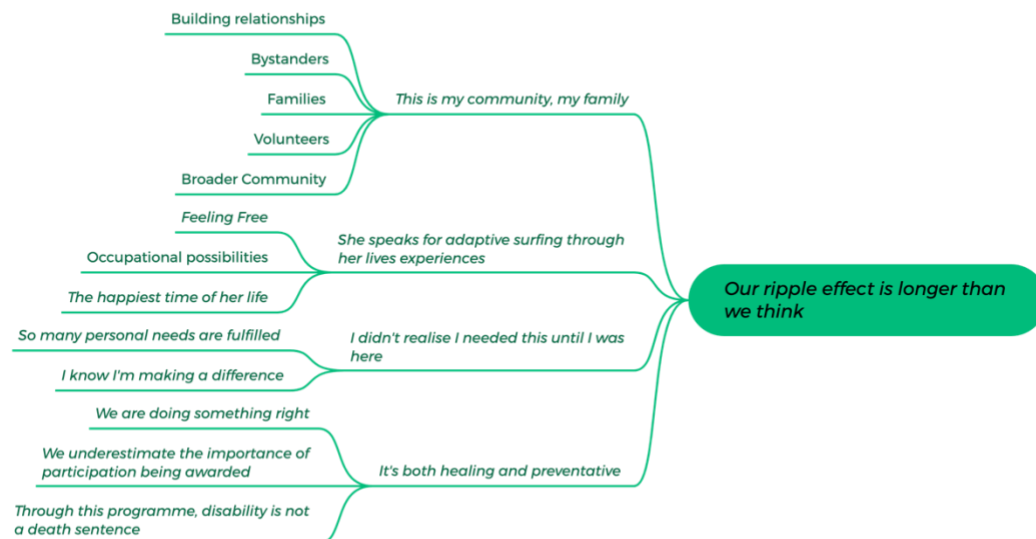 Building relationships
Bystanders
Families
Volunteers
Broader Community
This is my community, my family
Feeling Free
Occupational possibilities
The happiest time of her life
She speaks for adaptive surfing through
her lives experiences
So many personal needs are fulfilled
I know I'm making a difference
I didn't realise I needed this until I was
here
We are doing something right
We underestimate the importance of
participation being awarded
Through this programme, disability is not
a death sentence
It's both healing and preventative
Our ripple effect is longer than
we think